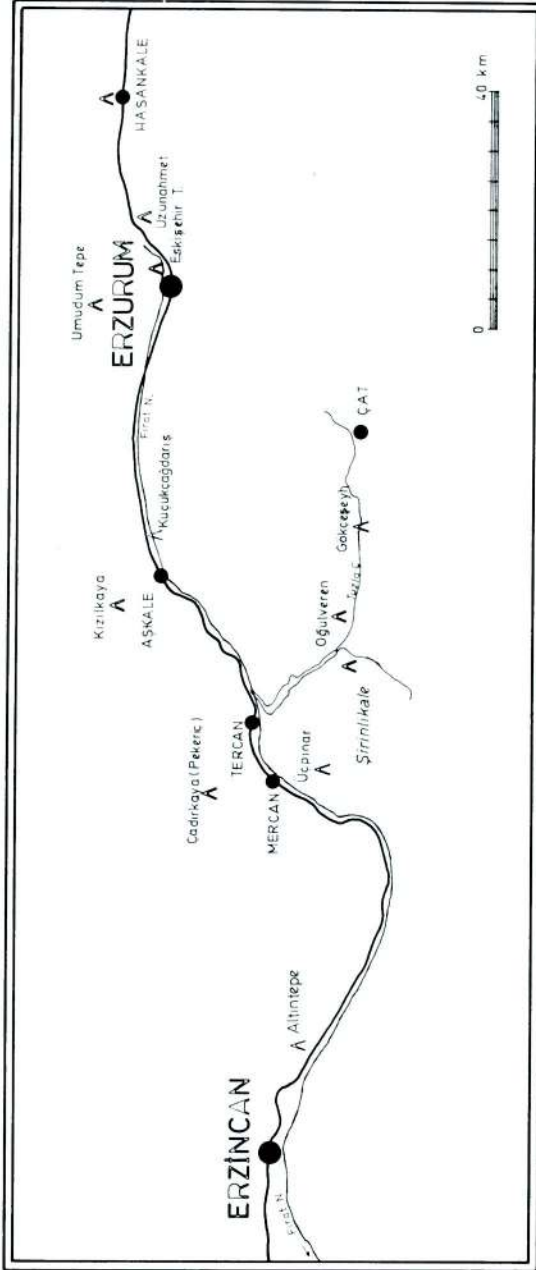 HASANKALE
Uzunahmet
Eskişehir T.
Umudum Tepe
ERZURUM
Fırat N.
Küçükçağdarış
Kızılkaya
AŞKALE
ÇAT
Gökçeşeyh
Tuzla Ç.
Oğulveren
Şirinlikale
Üçpınar
TERCAN
MERCAN
Çadırkaya (Pekeriç)
Altıntepe
ERZİNCAN
Fırat N.
0
40 km